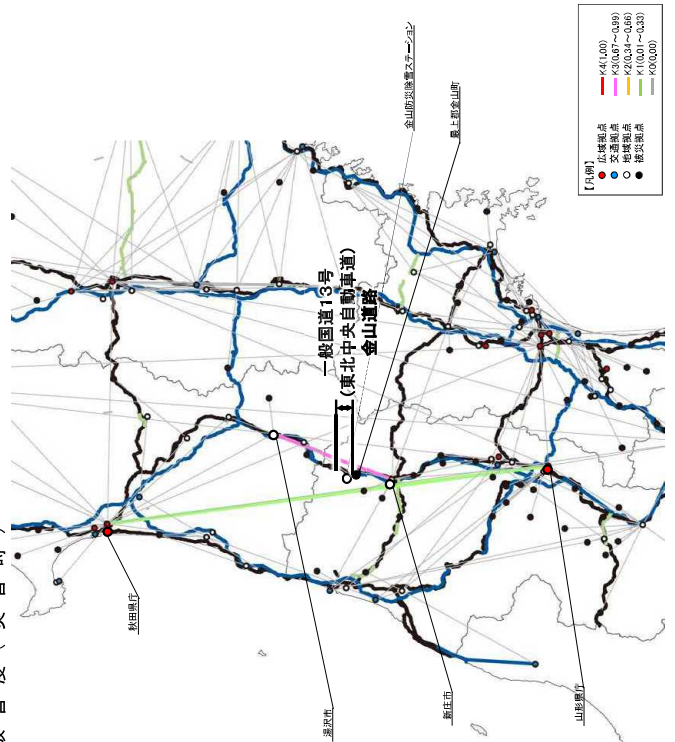 金山防災除雪ステーション
最上郡金山町
一般国道13号
(東北中央自動車道)
金山道路
秋田県庁
湯沢市
新庄市
山形県庁
【凡例】
広域拠点
交通拠点
地域拠点
被災拠点
K4(1.00)
K3(0.67～0.99)
K2(0.34～0.66)
K1(0.01～0.33)
K0(0.00)